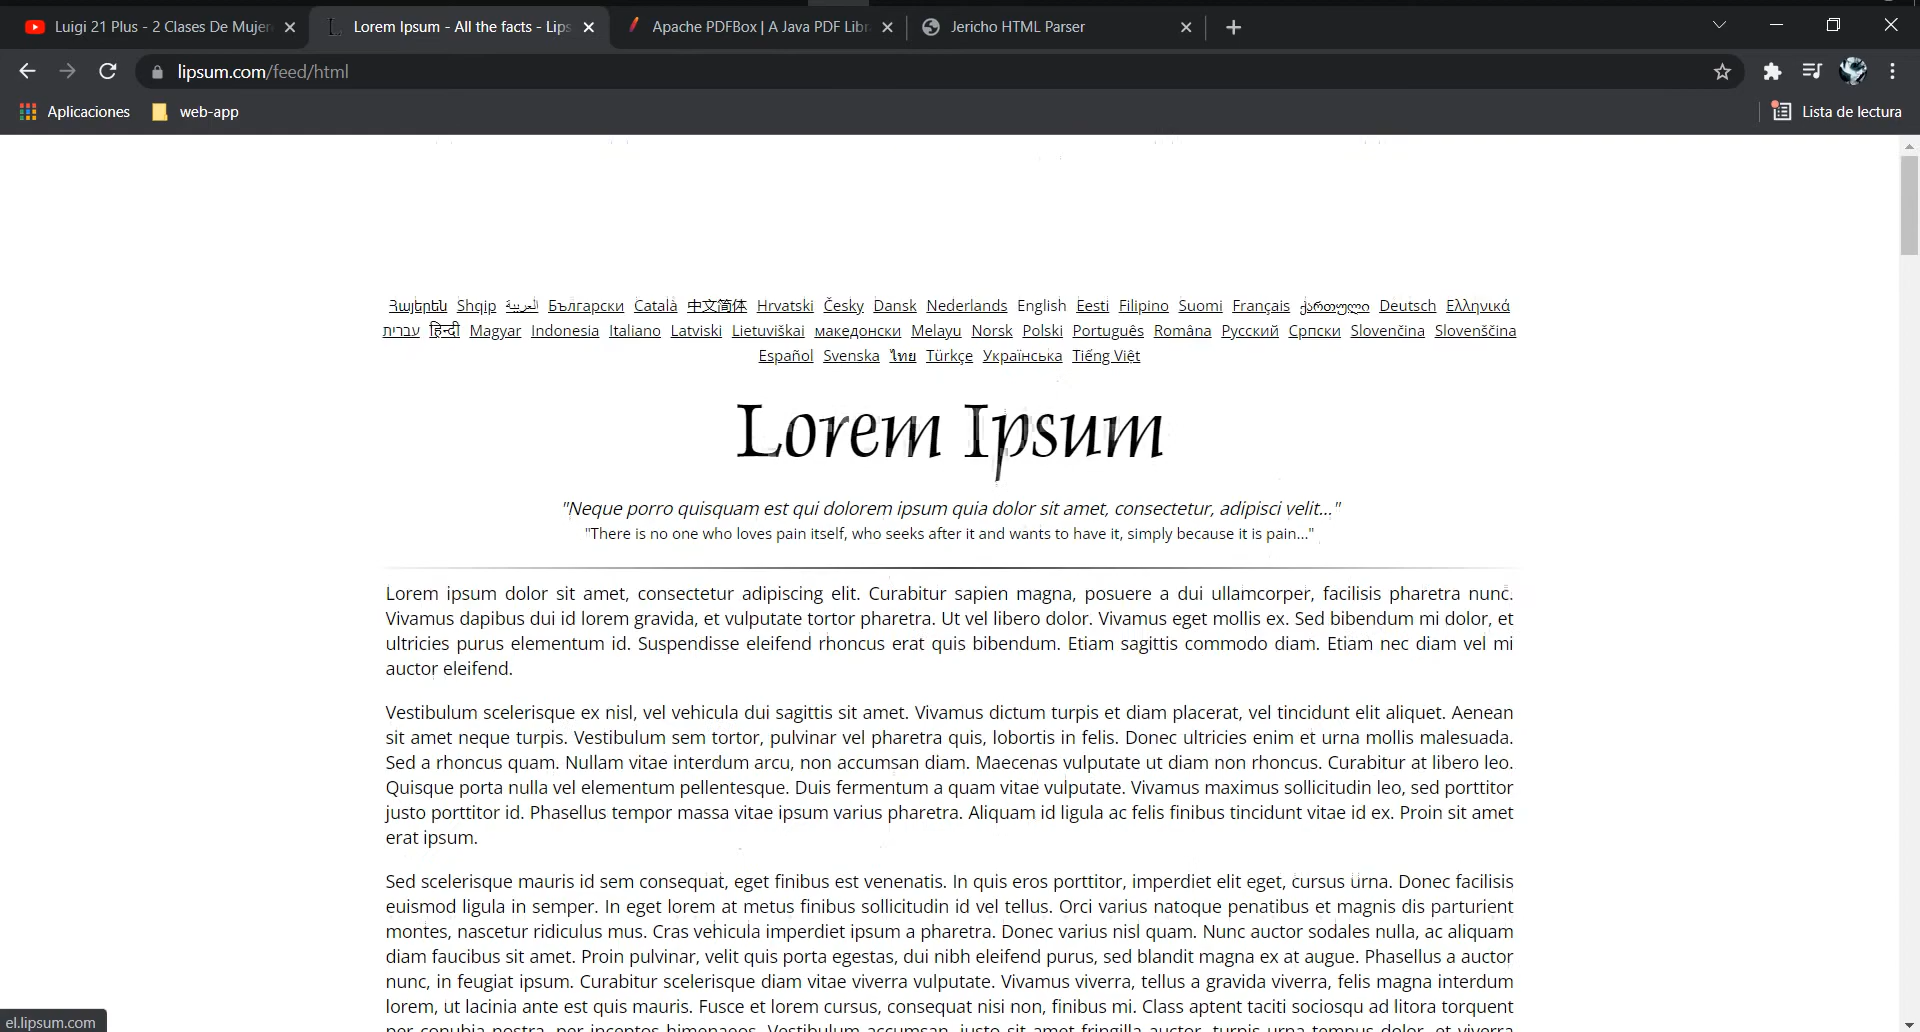 Luigi 21 Plus - 2 Clases De Mujer
Lorem Ipsum - All the facts - Lips
Apache PDFBox | A Java PDF Libr
Jericho HTML Parser
lipsum.com/feed/html
Aplicaciones
web-app
Lista de lectura
Հայերեն Shqip العربية Български Català 中文简体 Hrvatski Česky Dansk Nederlands English Eesti Filipino Suomi Français ქართული Deutsch Ελληνικά
עברית हिन्दी Magyar Indonesia Italiano Latviski Lietuviškai македонски Melayu Norsk Polski Português Româna Русский Српски Slovenčina Slovenščina
Español Svenska ไทย Türkçe Українська Tiếng Việt
Lorem Ipsum
"Neque porro quisquam est qui dolorem ipsum quia dolor sit amet, consectetur, adipisci velit..."
"There is no one who loves pain itself, who seeks after it and wants to have it, simply because it is pain..."
Lorem ipsum dolor sit amet, consectetur adipiscing elit. Curabitur sapien magna, posuere a dui ullamcorper, facilisis pharetra nunc.
Vivamus dapibus dui id lorem gravida, et vulputate tortor pharetra. Ut vel libero dolor. Vivamus eget mollis ex. Sed bibendum mi dolor, et
ultricies purus elementum id. Suspendisse eleifend rhoncus erat quis bibendum. Etiam sagittis commodo diam. Etiam nec diam vel mi
auctor eleifend.
Vestibulum scelerisque ex nisl, vel vehicula dui sagittis sit amet. Vivamus dictum turpis et diam placerat, vel tincidunt elit aliquet. Aenean
sit amet neque turpis. Vestibulum sem tortor, pulvinar vel pharetra quis, lobortis in felis. Donec ultricies enim et urna mollis malesuada.
Sed a rhoncus quam. Nullam vitae interdum arcu, non accumsan diam. Maecenas vulputate ut diam non rhoncus. Curabitur at libero leo.
Quisque porta nulla vel elementum pellentesque. Duis fermentum a quam vitae vulputate. Vivamus maximus sollicitudin leo, sed porttitor
justo porttitor id. Phasellus tempor massa vitae ipsum varius pharetra. Aliquam id ligula ac felis finibus tincidunt vitae id ex. Proin sit amet
erat ipsum.
Sed scelerisque mauris id sem consequat, eget finibus est venenatis. In quis eros porttitor, imperdiet elit eget, cursus urna. Donec facilisis
euismod ligula in semper. In eget lorem at metus finibus sollicitudin id vel tellus. Orci varius natoque penatibus et magnis dis parturient
montes, nascetur ridiculus mus. Cras vehicula imperdiet ipsum a pharetra. Donec varius nisl quam. Nunc auctor sodales nulla, ac aliquam
diam faucibus sit amet. Proin pulvinar, velit quis porta egestas, dui nibh eleifend purus, sed blandit magna ex at augue. Phasellus a auctor
nunc, in feugiat ipsum. Curabitur scelerisque diam vitae viverra vulputate. Vivamus viverra, tellus a gravida viverra, felis magna interdum
lorem, ut lacinia ante est quis mauris. Fusce et lorem cursus, consequat nisi non, finibus mi. Class aptent taciti sociosqu ad litora torquent
per conubia nostra, per inceptos himenaeos. Vestibulum accumsan, justo sit amet fringilla auctor, turpis urna tempus dolor, et viverra
el.lipsum.com